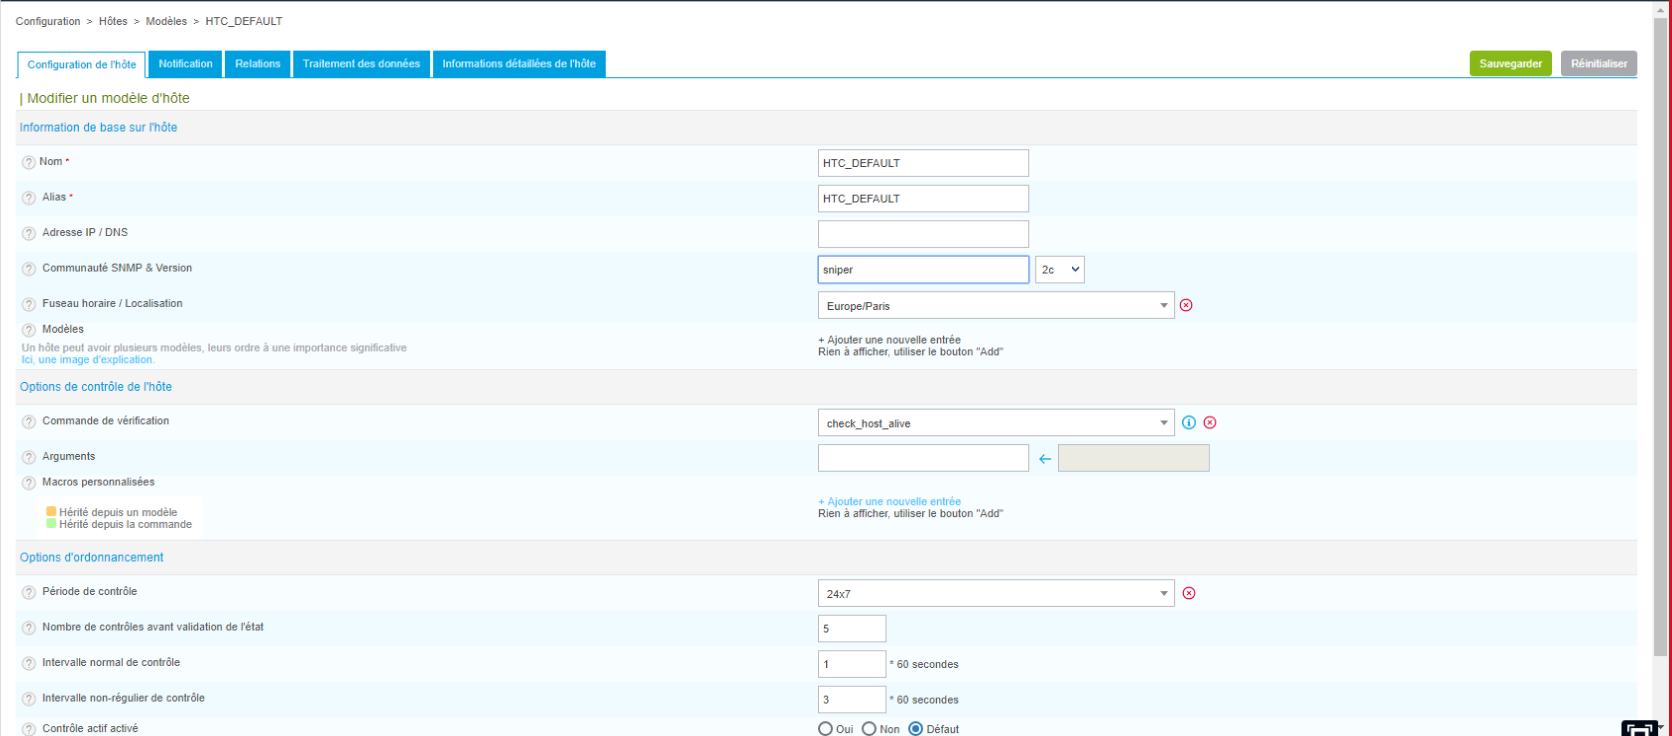 Configuration > Hôtes > Modèles > HTC_DEFAULT
Configuration de l'hôte Notification Relations Traitement des données Informations détaillées de l'hôte Sauvegarder Réinitialiser
| Modifier un modèle d'hôte
Information de base sur l'hôte
? Nom * HTC_DEFAULT
? Alias * HTC_DEFAULT
? Adresse IP / DNS
? Communauté SNMP & Version sniper 2c
? Fuseau horaire / Localisation Europe/Paris
? Modèles
Un hôte peut avoir plusieurs modèles, leurs ordre à une importance significative
Ici, une image d'explication.
+ Ajouter une nouvelle entrée
Rien à afficher, utiliser le bouton "Add"
Options de contrôle de l'hôte
? Commande de vérification check_host_alive
? Arguments
? Macros personnalisées
Hérité depuis un modèle
Hérité depuis la commande
+ Ajouter une nouvelle entrée
Rien à afficher, utiliser le bouton "Add"
Options d'ordonnancement
? Période de contrôle 24x7
? Nombre de contrôles avant validation de l'état 5
? Intervalle normal de contrôle 1 * 60 secondes
? Intervalle non-régulier de contrôle 3 * 60 secondes
? Contrôle actif activé Oui Non Défaut